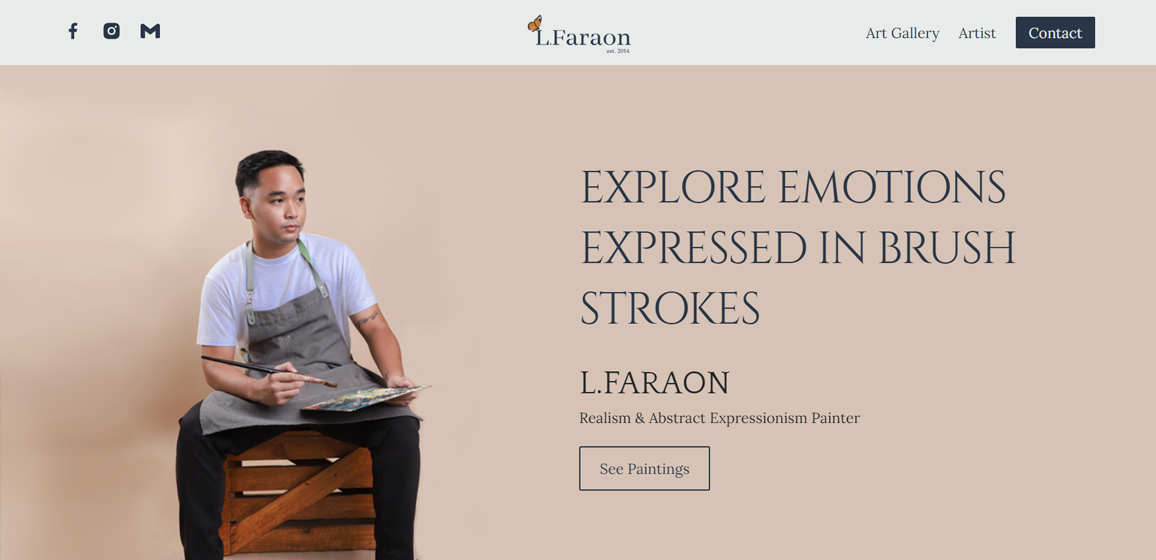 L.Faraon
est. 2014
Art Gallery
Artist
Contact
EXPLORE EMOTIONS
EXPRESSED IN BRUSH
STROKES
L.FARAON
Realism & Abstract Expressionism Painter
See Paintings